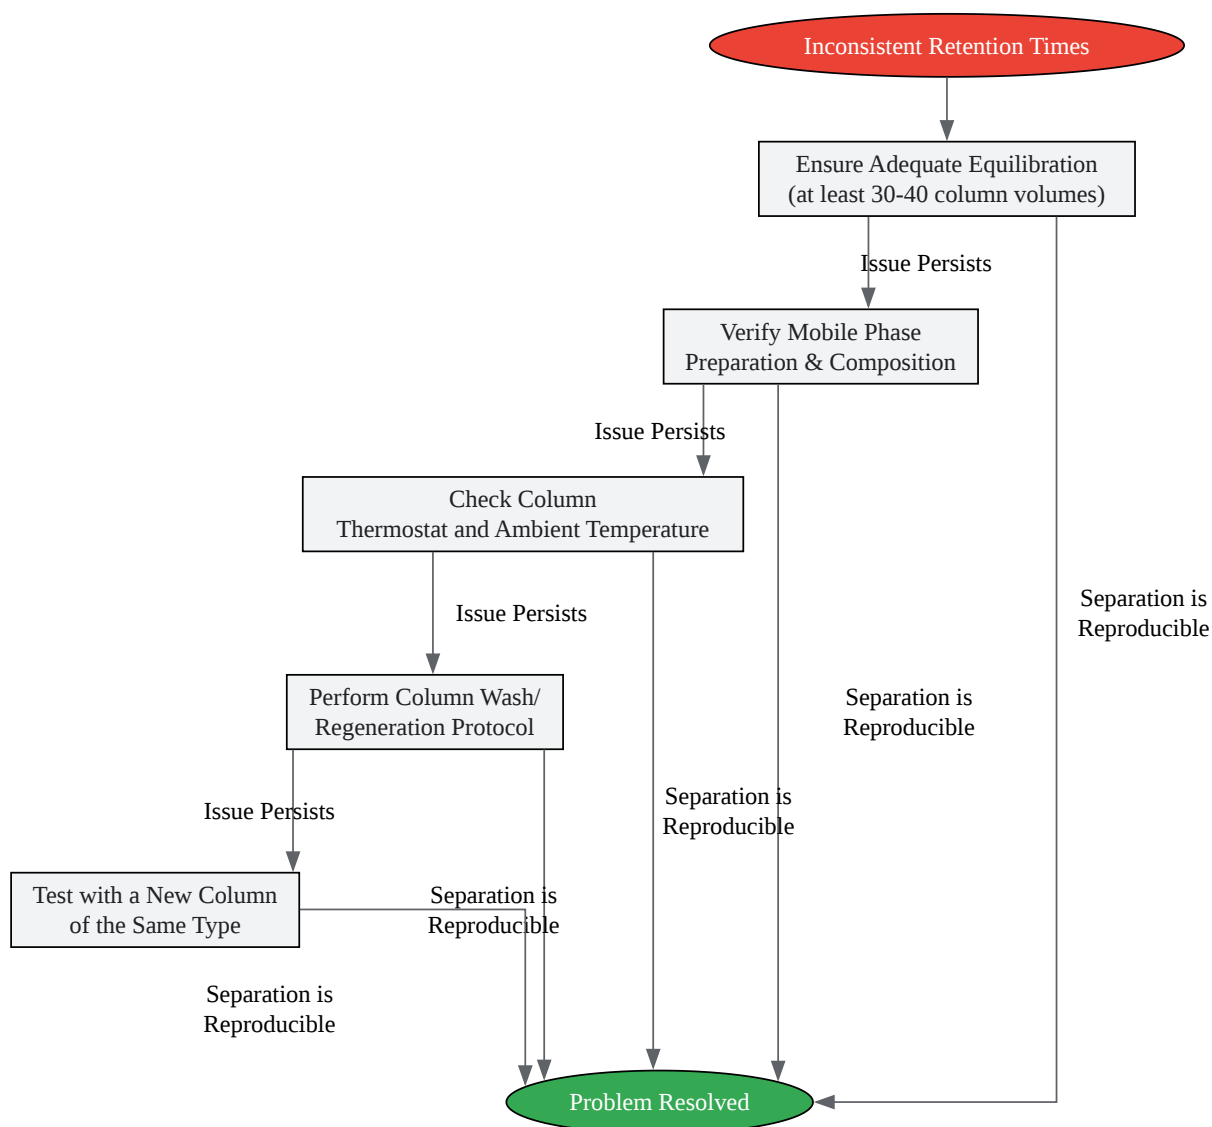 Inconsistent Retention Times
Ensure Adequate Equilibration
(at least 30-40 column volumes)
Issue Persists
Verify Mobile Phase
Preparation & Composition
Issue Persists
Check Column
Thermostat and Ambient Temperature
Separation is
Reproducible
Issue Persists
Perform Column Wash/
Regeneration Protocol
Separation is
Reproducible
Separation is
Reproducible
Issue Persists
Test with a New Column
of the Same Type
Separation is
Reproducible
Separation is
Reproducible
Problem Resolved